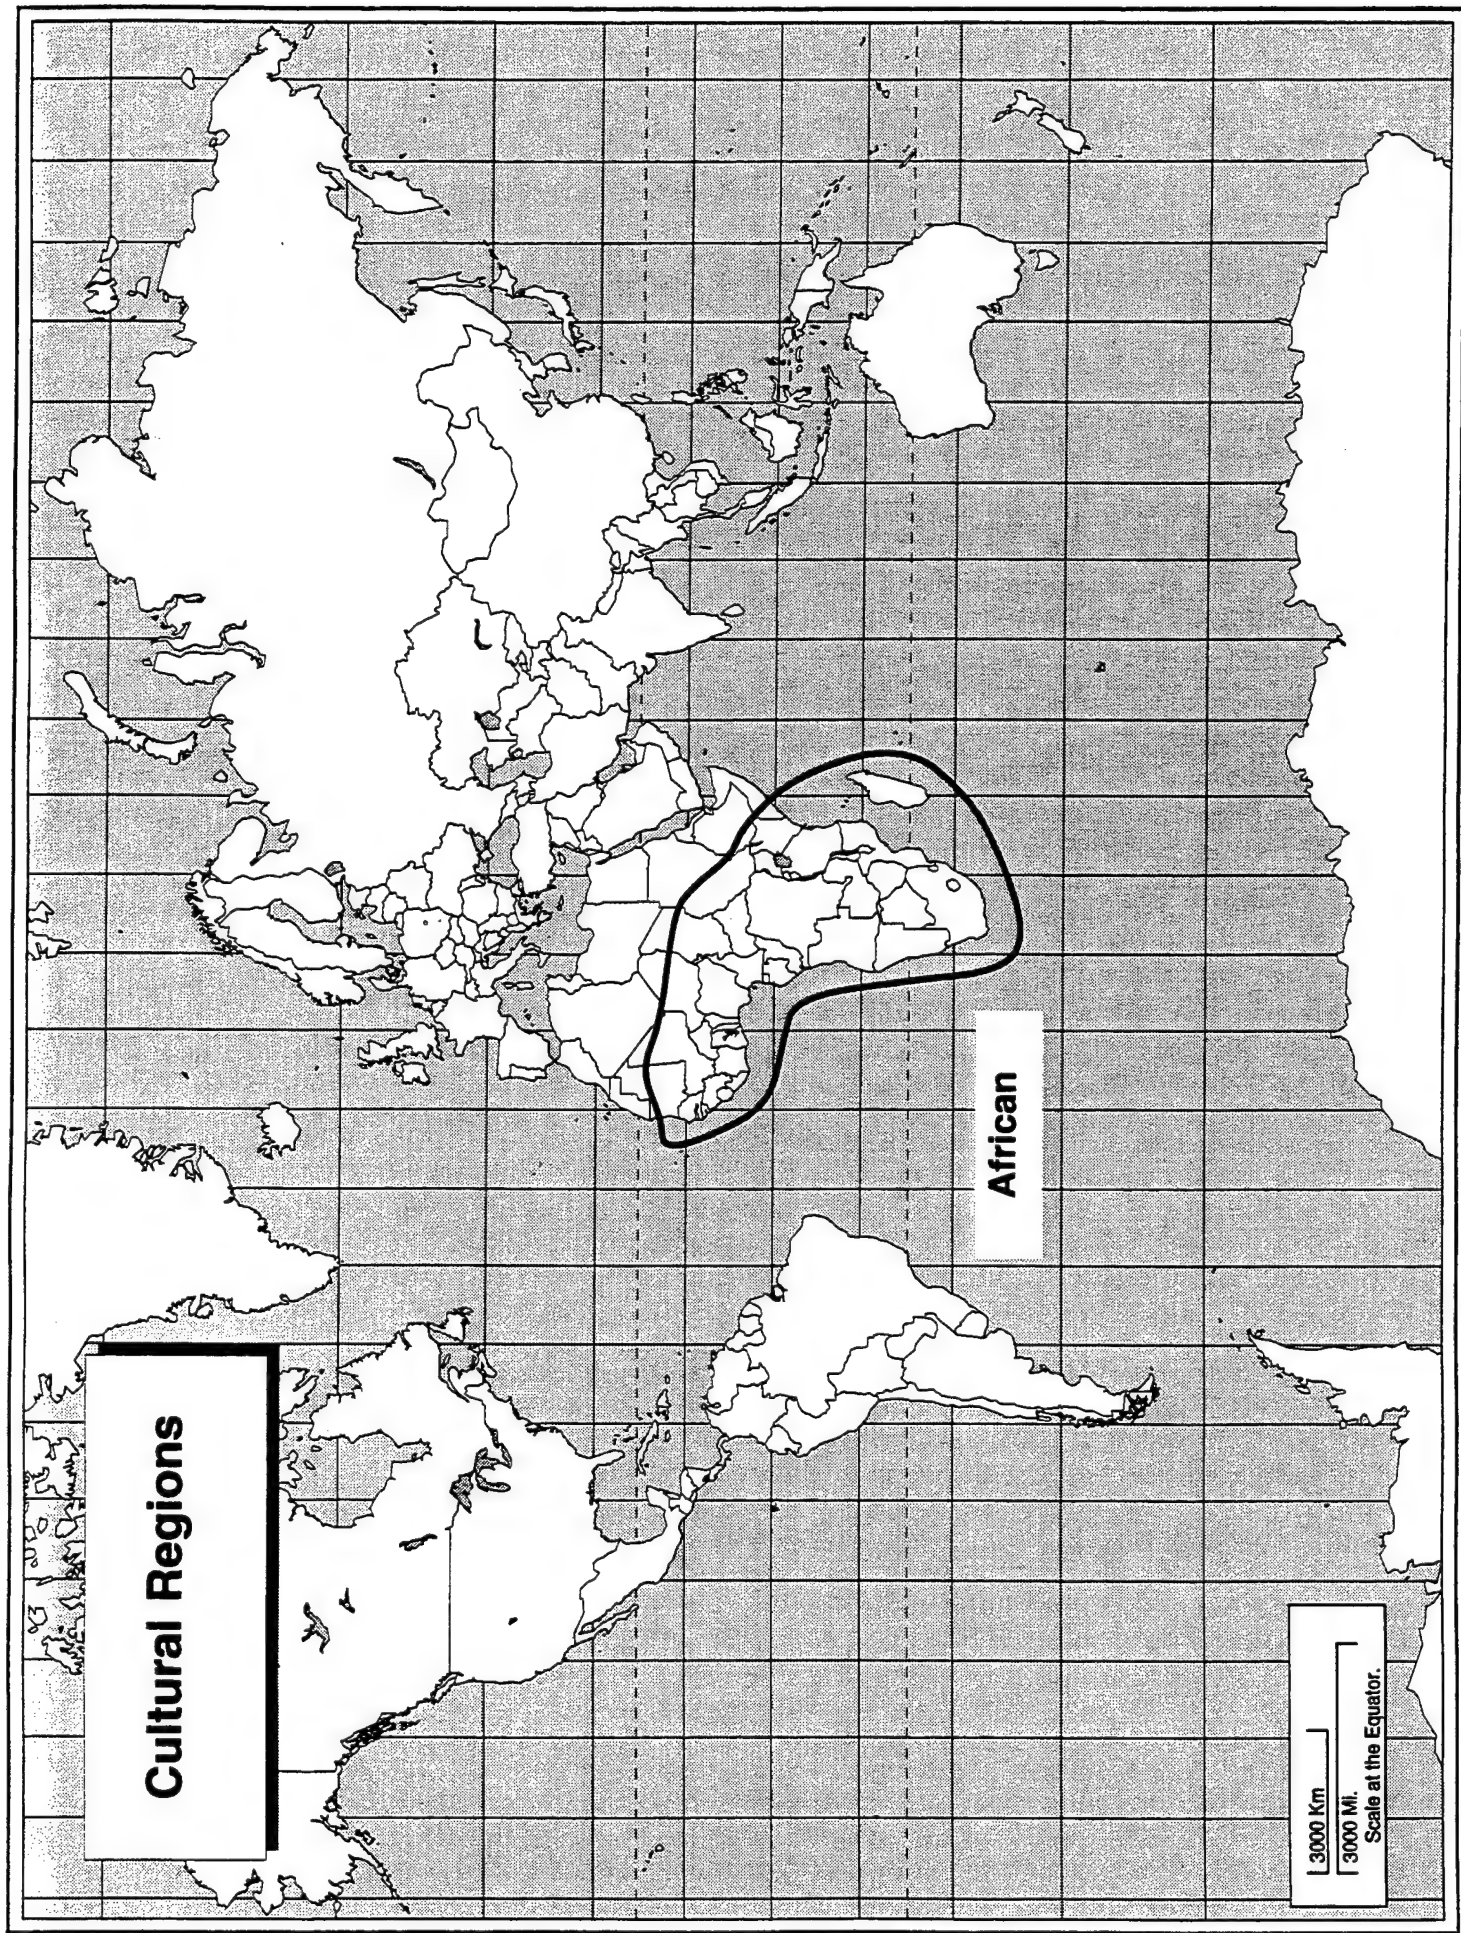 Cultural Regions
African
3000 Km
3000 Mi.
Scale at the Equator.